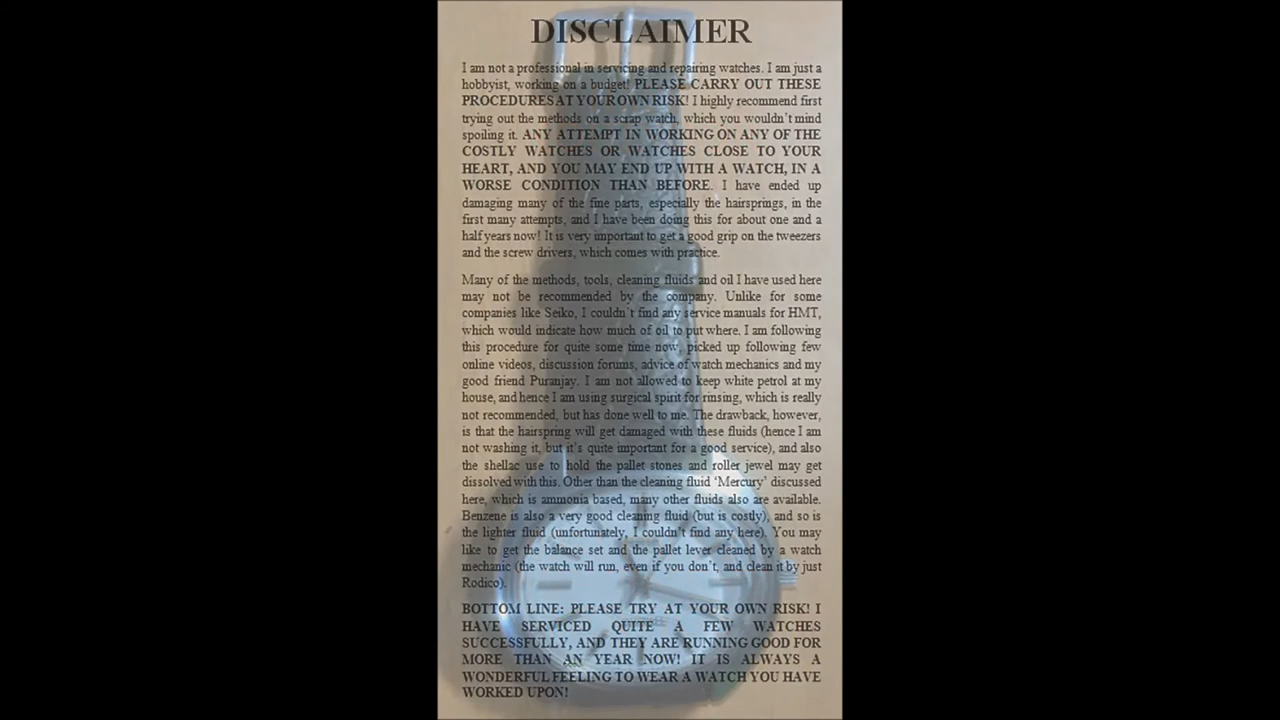 DISCLAIMER
I am not a professional in servicing and repairing watches. I am just a
hobbyist, working on a budget! PLEASE CARRY OUT THESE
PROCEDURES AT YOUR OWN RISK! I highly recommend first
trying out the methods on a scrap watch, which you wouldn't mind
spoiling it. ANY ATTEMPT IN WORKING ON ANY OF THE
COSTLY WATCHES OR WATCHES CLOSE TO YOUR
HEART, AND YOU MAY END UP WITH A WATCH, IN A
WORSE CONDITION THAN BEFORE. I have ended up
damaging many of the fine parts, especially the hairsprings, in the
first many attempts, and I have been doing this for about one and a
half years now! It is very important to get a good grip on the tweezers
and the screw drivers, which comes with practice.
Many of the methods, tools, cleaning fluids and oil I have used here
may not be recommended by the company. Unlike for some
companies like Seiko, I couldn't find any service manuals for HMT,
which would indicate how much of oil to put where. I am following
this procedure for quite some time now, picked up following few
online videos, discussion forums, advice of watch mechanics and my
good friend Puranjay. I am not allowed to keep white petrol at my
house, and hence I am using surgical spirit for rinsing, which is really
not recommended, but has done well to me. The drawback, however,
is that the hairspring will get damaged with these fluids (hence I am
not washing it, but it's quite important for a good service), and also
the shellac use to hold the pallet stones and roller jewel may get
dissolved with this. Other than the cleaning fluid 'Mercury' discussed
here, which is ammonia based, many other fluids also are available.
Benzene is also a very good cleaning fluid (but is costly), and so is
the lighter fluid (unfortunately, I couldn't find any here). You may
like to get the balance set and the pallet lever cleaned by a watch
mechanic (the watch will run, even if you don't, and clean it by just
Rodico).
BOTTOM LINE: PLEASE TRY AT YOUR OWN RISK! I
HAVE SERVICED QUITE A FEW WATCHES
SUCCESSFULLY, AND THEY ARE RUNNING GOOD FOR
MORE THAN AN YEAR NOW! IT IS ALWAYS A
WONDERFUL FEELING TO WEAR A WATCH YOU HAVE
WORKED UPON!